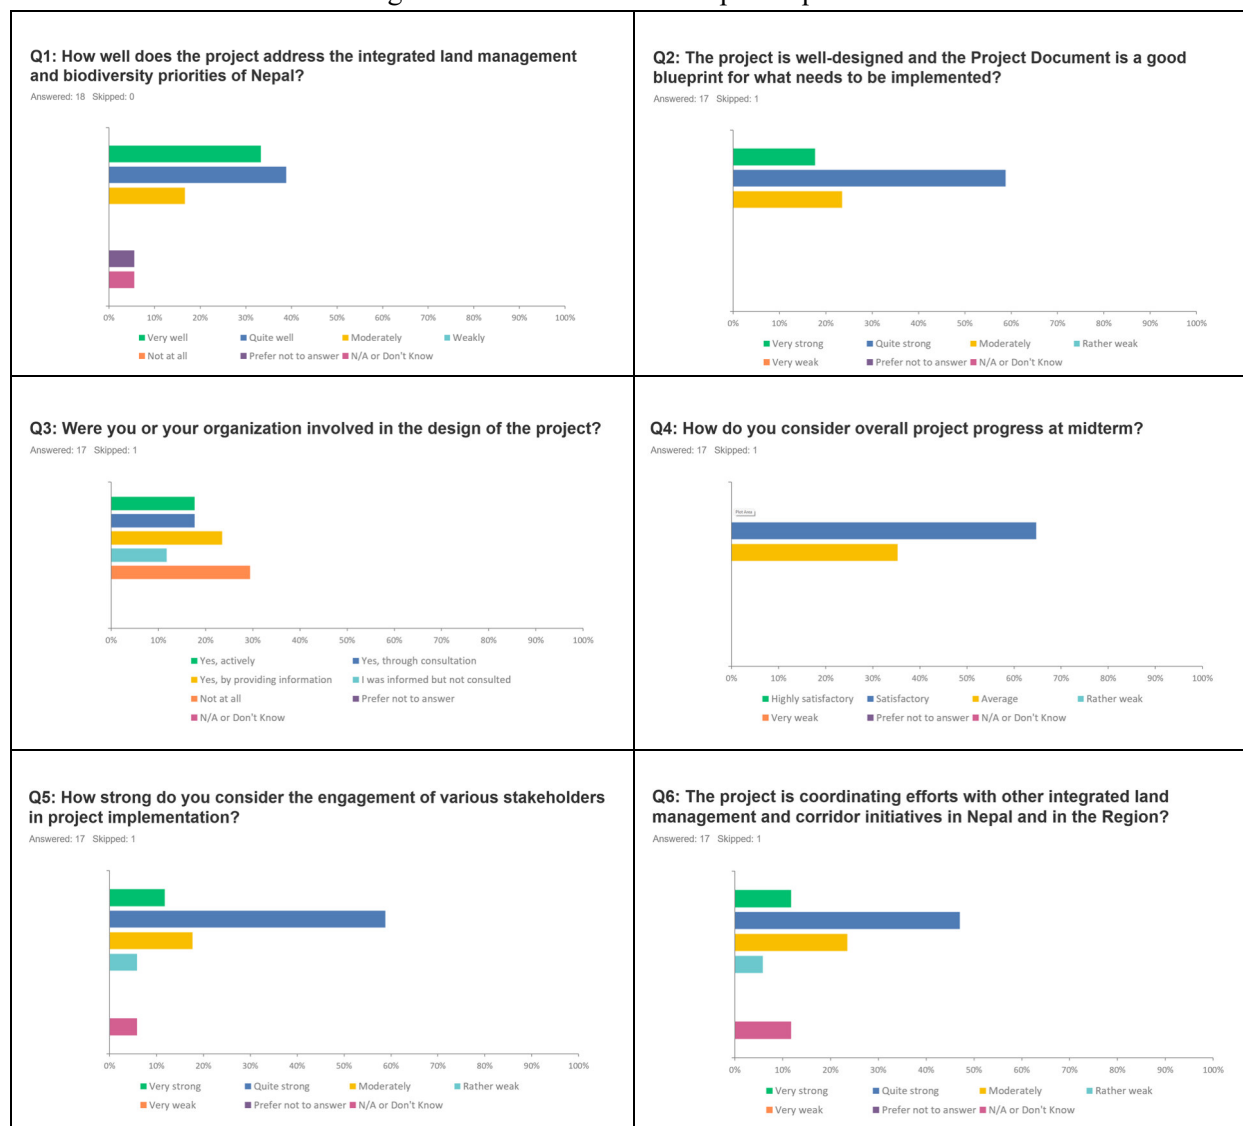 Q1: How well does the project address the integrated land management
and biodiversity priorities of Nepal?
Answered: 18 Skipped: 0
0% 10% 20% 30% 40% 50% 60% 70% 80% 90% 100%
Very well Quite well Moderately Weakly
Not at all Prefer not to answer N/A or Don't Know
Q2: The project is well-designed and the Project Document is a good
blueprint for what needs to be implemented?
Answered: 17 Skipped: 1
0% 10% 20% 30% 40% 50% 60% 70% 80% 90% 100%
Very strong Quite strong Moderately Rather weak
Very weak Prefer not to answer N/A or Don't Know
Q3: Were you or your organization involved in the design of the project?
Answered: 17 Skipped: 1
0% 10% 20% 30% 40% 50% 60% 70% 80% 90% 100%
Yes, actively Yes, through consultation
Yes, by providing information I was informed but not consulted
Not at all Prefer not to answer
N/A or Don't Know
Q4: How do you consider overall project progress at midterm?
Answered: 17 Skipped: 1
Plot Area
0% 10% 20% 30% 40% 50% 60% 70% 80% 90% 100%
Highly satisfactory Satisfactory Average Rather weak
Very weak Prefer not to answer N/A or Don't Know
Q5: How strong do you consider the engagement of various stakeholders
in project implementation?
Answered: 17 Skipped: 1
0% 10% 20% 30% 40% 50% 60% 70% 80% 90% 100%
Very strong Quite strong Moderately Rather weak
Very weak Prefer not to answer N/A or Don't Know
Q6: The project is coordinating efforts with other integrated land
management and corridor initiatives in Nepal and in the Region?
Answered: 17 Skipped: 1
0% 10% 20% 30% 40% 50% 60% 70% 80% 90% 100%
Very strong Quite strong Moderately Rather weak
Very weak Prefer not to answer N/A or Don't Know